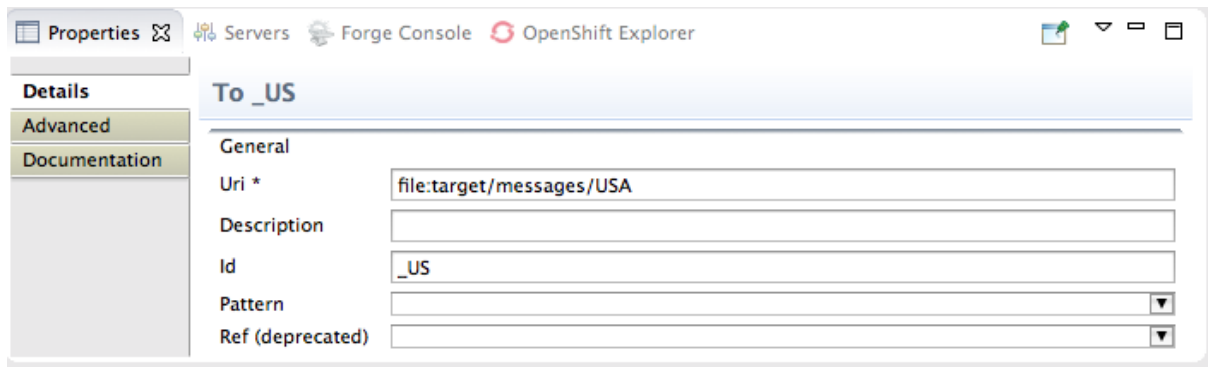 Properties Servers Forge Console OpenShift Explorer
Details
To _US
Advanced
General
Documentation
Uri * file:target/messages/USA
Description
Id _US
Pattern
Ref (deprecated)